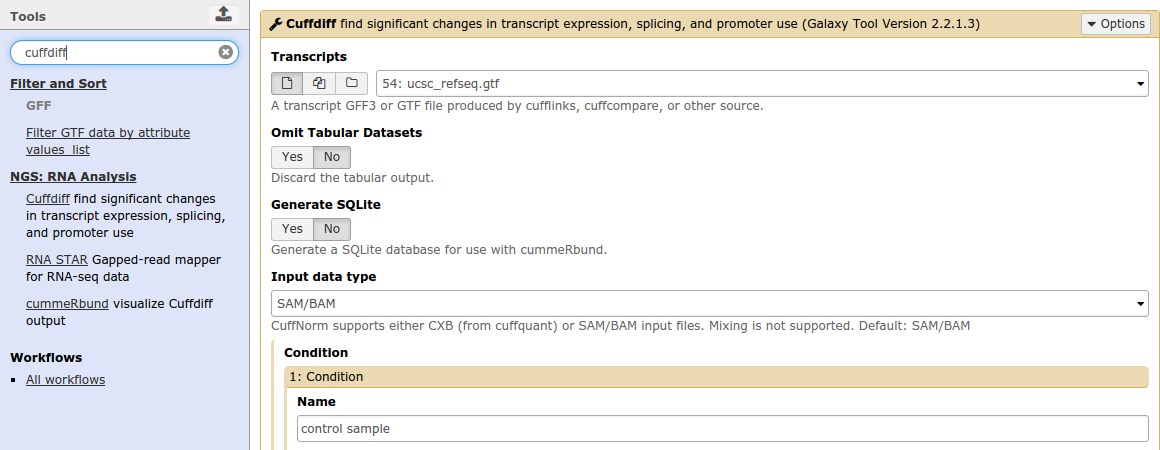 Tools
cuffdiff
Filter and Sort
GFF
Filter GTF data by attribute
values_list
NGS: RNA Analysis
Cuffdiff find significant changes
in transcript expression, splicing,
and promoter use
RNA STAR Gapped-read mapper
for RNA-seq data
cummeRbund visualize Cuffdiff
output
Workflows
All workflows
Cuffdiff find significant changes in transcript expression, splicing, and promoter use (Galaxy Tool Version 2.2.1.3)
Options
Transcripts
54: ucsc_refseq.gtf
A transcript GFF3 or GTF file produced by cufflinks, cuffcompare, or other source.
Omit Tabular Datasets
Yes No
Discard the tabular output.
Generate SQLite
Yes No
Generate a SQLite database for use with cummeRbund.
Input data type
SAM/BAM
CuffNorm supports either CXB (from cuffquant) or SAM/BAM input files. Mixing is not supported. Default: SAM/BAM
Condition
1: Condition
Name
control sample